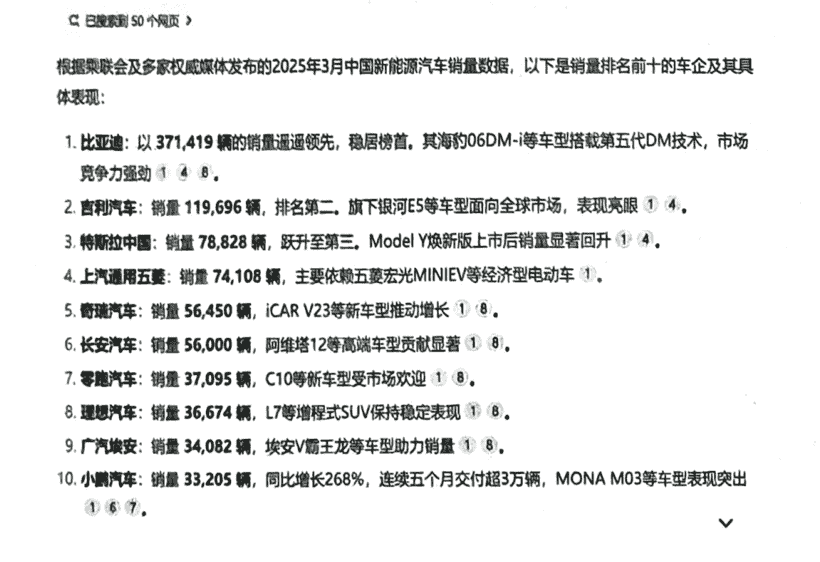 已搜索到 50 个网页 >
根据乘联会及多家权威媒体发布的2025年3月中国新能源汽车销量数据，以下是销量排名前十的车企及其具
体表现：
1. 比亚迪：以 371,419 辆的销量遥遥领先，稳居榜首。其海豹06DM-i等车型搭载第五代DM技术，市场
竞争力强劲 1 4 8。
2. 吉利汽车：销量 119,696 辆，排名第二。旗下银河E5等车型面向全球市场，表现亮眼 1 4。
3. 特斯拉中国：销量 78,828 辆，跃升至第三。Model Y焕新版上市后销量显著回升 1 4。
4. 上汽通用五菱：销量 74,108 辆，主要依赖五菱宏光MINIEV等经济型电动车 1。
5. 奇瑞汽车：销量 56,450 辆，iCAR V23等新车型推动增长 1 8。
6. 长安汽车：销量 56,000 辆，阿维塔12等高端车型贡献显著 1 8。
7. 零跑汽车：销量 37,095 辆，C10等新车型受市场欢迎 1 8。
8. 理想汽车：销量 36,674 辆，L7等增程式SUV保持稳定表现 1 8。
9. 广汽埃安：销量 34,082 辆，埃安V霸王龙等车型助力销量 1 8。
10. 小鹏汽车：销量 33,205 辆，同比增长268%，连续五个月交付超3万辆，MONA M03等车型表现突出
1 6 7。